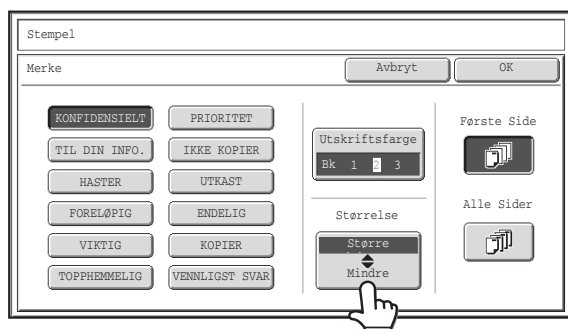 Stempel
Merke
Avbryt
OK
KONFIDENSIELT
PRIORITET
TIL DIN INFO.
IKKE KOPIER
HASTER
UTKAST
FORELØPIG
ENDELIG
VIKTIG
KOPIER
TOPPHEMMELIG
VENNLIGST SVAR
Utskriftsfarge
Bk 1 2 3
Størrelse
Større
Mindre
Første Side
Alle Sider